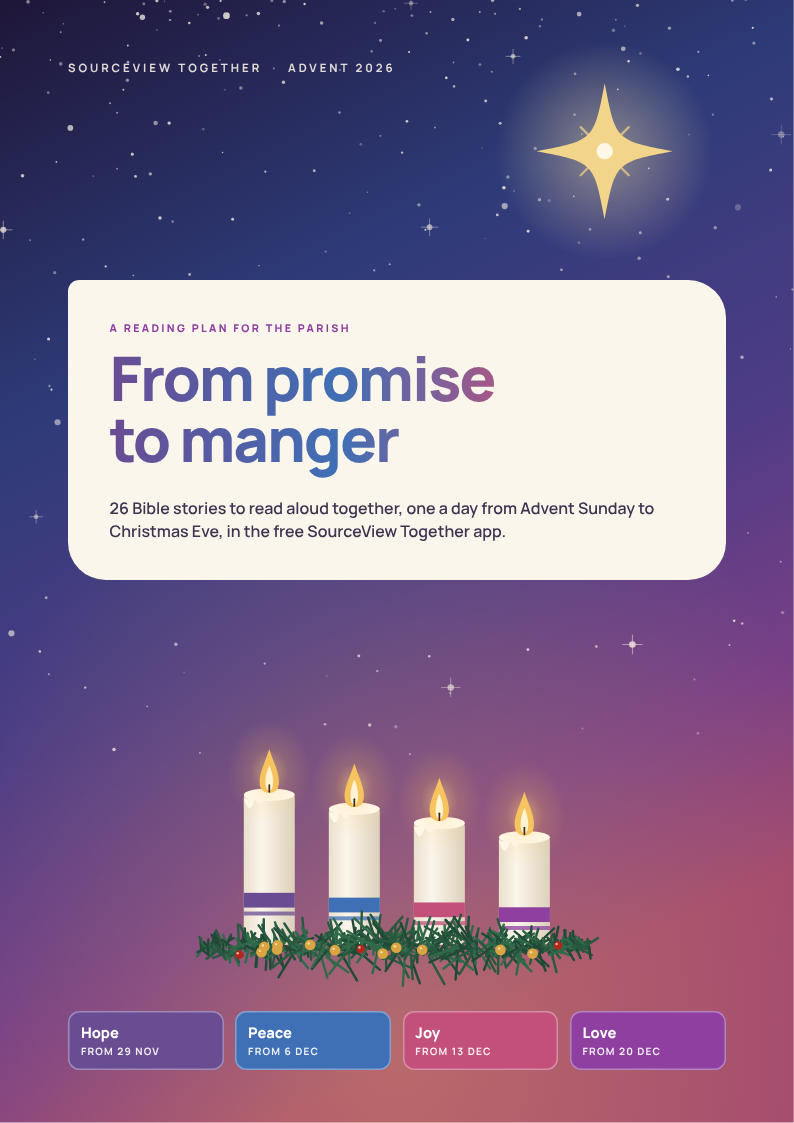 SOURCEVIEW TOGETHER · ADVENT 2026
A READING PLAN FOR THE PARISH
From promise
to manger
26 Bible stories to read aloud together, one a day from Advent Sunday to
Christmas Eve, in the free SourceView Together app.
Hope
FROM 29 NOV
Peace
FROM 6 DEC
Joy
FROM 13 DEC
Love
FROM 20 DEC